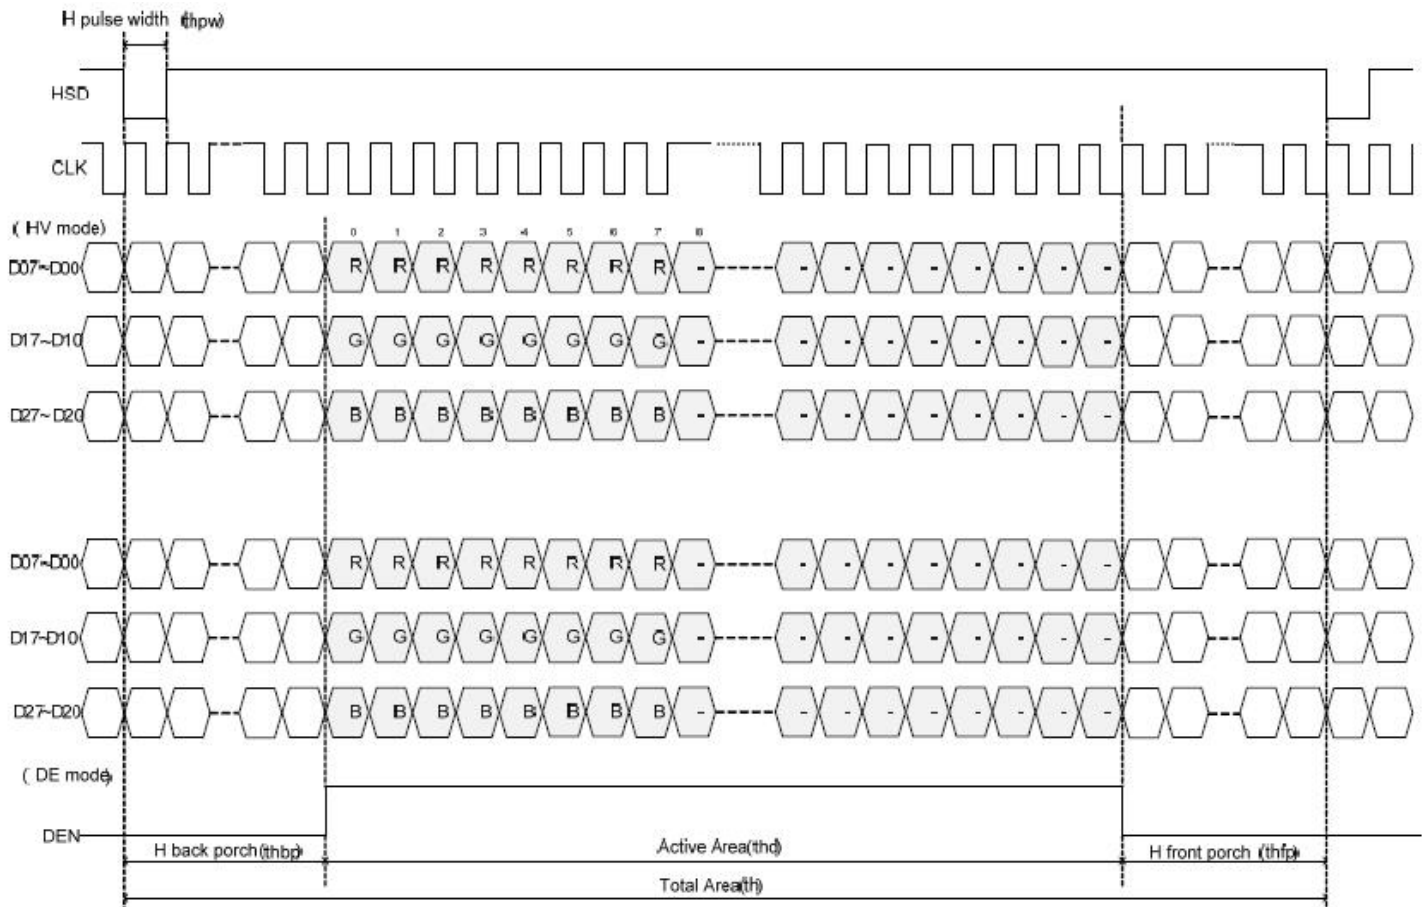 H pulse width (thpw)
HSD
CLK
( HV mode)
0 1 2 3 4 5 6 7 8
D07~D00 R R R R R R R R - - - - - - - - -
D17~D10 G G G G G G G G - - - - - - - - -
D27~D20 B B B B B B B B - - - - - - - - -
D07~D00 R R R R R R R R - - - - - - - - -
D17~D10 G G G G G G G G - - - - - - - - -
D27~D20 B B B B B B B B - - - - - - - - -
( DE mode)
DEN
H back porch (thbp) Active Area(thd) H front porch (thfp)
Total Area(th)